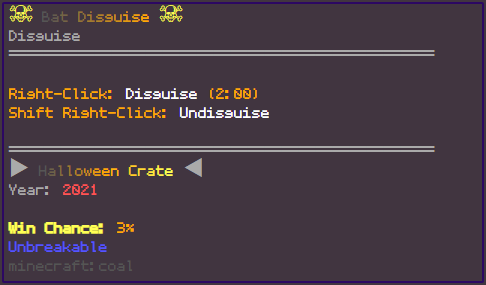 ☠ Bat Disguise ☠
Disguise
Right-Click: Disguise (2:00)
Shift Right-Click: Undisguise
▶ Halloween Crate ◀
Year: 2021
Win Chance: 3%
Unbreakable
minecraft:coal